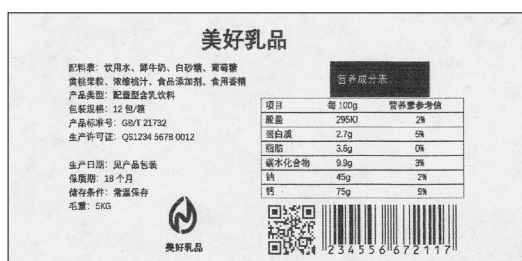 美好乳品
配料表：饮用水、鲜牛奶、白砂糖、葡萄糖
黄桃果粒、浓缩桃汁、食品添加剂、食用香精
产品类型：配置型含乳饮料
包装规格：12包/箱
产品标准号：GB/T 21732
生产许可证：QS1234 5678 0012
生产日期：见产品包装
保质期：18个月
储存条件：常温保存
毛重：5KG
美好乳品
营养成分表
项目 每100g 营养素参考值
能量 295KJ 2%
蛋白质 2.7g 5%
脂肪 3.6g 0%
碳水化合物 9.9g 3%
钠 45g 2%
钙 75g 9%
234556672117